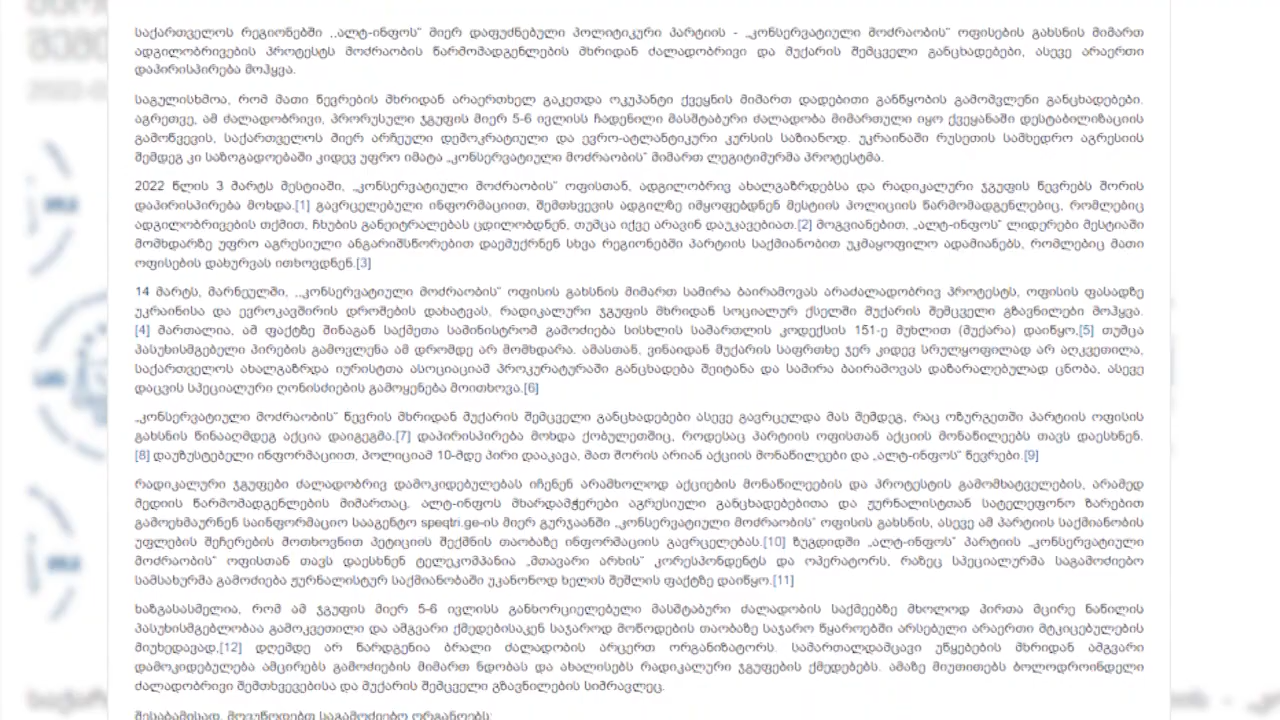 საქართველოს რეგიონებში ,,ალტ-ინფოს“ მიერ დაფუძნებული პოლიტიკური პარტიის - „კონსერვატიული მოძრაობის“ ოფისების გახსნის მიმართ
ადგილობრივების პროტესტს მოძრაობის წარმომადგენლების მხრიდან ძალადობრივი და მუქარის შემცველი განცხადებები, ასევე არაერთი
დაპირისპირება მოჰყვა.
საგულისხმოა, რომ მათი წევრების მხრიდან არაერთხელ გაკეთდა ოკუპანტი ქვეყნის მიმართ დადებითი განწყობის გამომვლენი განცხადებები.
აგრეთვე, ამ ძალადობრივი, პრორუსული ჯგუფის მიერ 5-6 ივლისს ჩადენილი მასშტაბური ძალადობა მიმართული იყო ქვეყანაში დესტაბილიზაციის
გამოწვევის, საქართველოს მიერ არჩეული დემოკრატიული და ევრო-ატლანტიკური კურსის საზიანოდ. უკრაინაში რუსეთის სამხედრო აგრესიის
შემდეგ კი საზოგადოებაში კიდევ უფრო იმატა „კონსერვატიული მოძრაობის“ მიმართ ლეგიტიმურმა პროტესტმა.
2022 წლის 3 მარტს მესტიაში, „კონსერვატიული მოძრაობის“ ოფისთან, ადგილობრივ ახალგაზრდებსა და რადიკალური ჯგუფის წევრებს შორის
დაპირისპირება მოხდა.[1] გავრცელებული ინფორმაციით, შემთხვევის ადგილზე იმყოფებდნენ მესტიის პოლიციის წარმომადგენლებიც, რომლებიც
ადგილობრივების თქმით, ჩხუბის განეიტრალებას ცდილობდნენ, თუმცა იქვე არავინ დაუკავებიათ.[2] მოგვიანებით, „ალტ-ინფოს“ ლიდერები მესტიაში
მომხდარზე უფრო აგრესიული ანგარიშსწორებით დაემუქრნენ სხვა რეგიონებში პარტიის საქმიანობით უკმაყოფილო ადამიანებს, რომლებიც მათი
ოფისების დახურვას ითხოვდნენ.[3]
14 მარტს, მარნეულში, ,,კონსერვატიული მოძრაობის“ ოფისის გახსნის მიმართ სამირა ბაირამოვას არაძალადობრივ პროტესტს, ოფისის ფასადზე
უკრაინისა და ევროკავშირის დროშების დახატვას, რადიკალური ჯგუფის მხრიდან სოციალურ ქსელში მუქარის შემცველი გზავნილები მოჰყვა.
[4] მართალია, ამ ფაქტზე შინაგან საქმეთა სამინისტრომ გამოძიება სისხლის სამართლის კოდექსის 151-ე მუხლით (მუქარა) დაიწყო,[5] თუმცა
პასუხისმგებელი პირების გამოვლენა ამ დრომდე არ მომხდარა. ამასთან, ვინაიდან მუქარის საფრთხე ჯერ კიდევ სრულყოფილად არ აღკვეთილა,
საქართველოს ახალგაზრდა იურისტთა ასოციაციამ პროკურატურაში განცხადება შეიტანა და სამირა ბაირამოვას დაზარალებულად ცნობა, ასევე
დაცვის სპეციალური ღონისძიების გამოყენება მოითხოვა.[6]
„კონსერვატიული მოძრაობის“ წევრის მხრიდან მუქარის შემცველი განცხადებები ასევე გავრცელდა მას შემდეგ, რაც ოზურგეთში პარტიის ოფისის
გახსნის წინააღმდეგ აქცია დაიგეგმა.[7] დაპირისპირება მოხდა ქობულეთშიც, როდესაც პარტიის ოფისთან აქციის მონაწილეებს თავს დაესხნენ.
[8] დაუზუსტებელი ინფორმაციით, პოლიციამ 10-მდე პირი დააკავა, მათ შორის არიან აქციის მონაწილეები და „ალტ-ინფოს“ წევრები.[9]
რადიკალური ჯგუფები ძალადობრივ დამოკიდებულებას იჩენენ არამხოლოდ აქციების მონაწილეების და პროტესტის გამომხატველების, არამედ
მედიის წარმომადგენლების მიმართაც. ალტ-ინფოს მხარდამჭერები აგრესიული განცხადებებითა და ჟურნალისტთან სატელეფონო ზარებით
გამოეხმაურნენ საინფორმაციო სააგენტო speqtri.ge-ის მიერ გურჯაანში „კონსერვატიული მოძრაობის“ ოფისის გახსნის, ასევე ამ პარტიის საქმიანობის
უფლების შეჩერების მოთხოვნით პეტიციის შექმნის თაობაზე ინფორმაციის გავრცელებას.[10] ზუგდიდში „ალტ-ინფოს“ პარტიის „კონსერვატიული
მოძრაობის“ ოფისთან თავს დაესხნენ ტელეკომპანია „მთავარი არხის“ კორესპონდენტს და ოპერატორს, რაზეც სპეციალურმა საგამოძიებო
სამსახურმა გამოძიება ჟურნალისტურ საქმიანობაში უკანონოდ ხელის შეშლის ფაქტზე დაიწყო.[11]
ხაზგასასმელია, რომ ამ ჯგუფის მიერ 5-6 ივლისს განხორციელებული მასშტაბური ძალადობის საქმეებზე მხოლოდ პირთა მცირე ნაწილის
პასუხისმგებლობაა გამოკვეთილი და ამგვარი ქმედებისაკენ საჯაროდ მოწოდების თაობაზე საჯარო წყაროებში არსებული არაერთი მტკიცებულების
მიუხედავად,[12] დღემდე არ წარდგენია ბრალი ძალადობის არცერთ ორგანიზატორს. სამართალდამცავი უწყებების მხრიდან ამგვარი
დამოკიდებულება ამცირებს გამოძიების მიმართ ნდობას და ახალისებს რადიკალური ჯგუფების ქმედებებს. ამაზე მიუთითებს ბოლოდროინდელი
ძალადობრივი შემთხვევებისა და მუქარის შემცველი გზავნილების სიმრავლეც.
შესაბამისად, მოვუწოდებთ საგამოძიებო ორგანოებს: